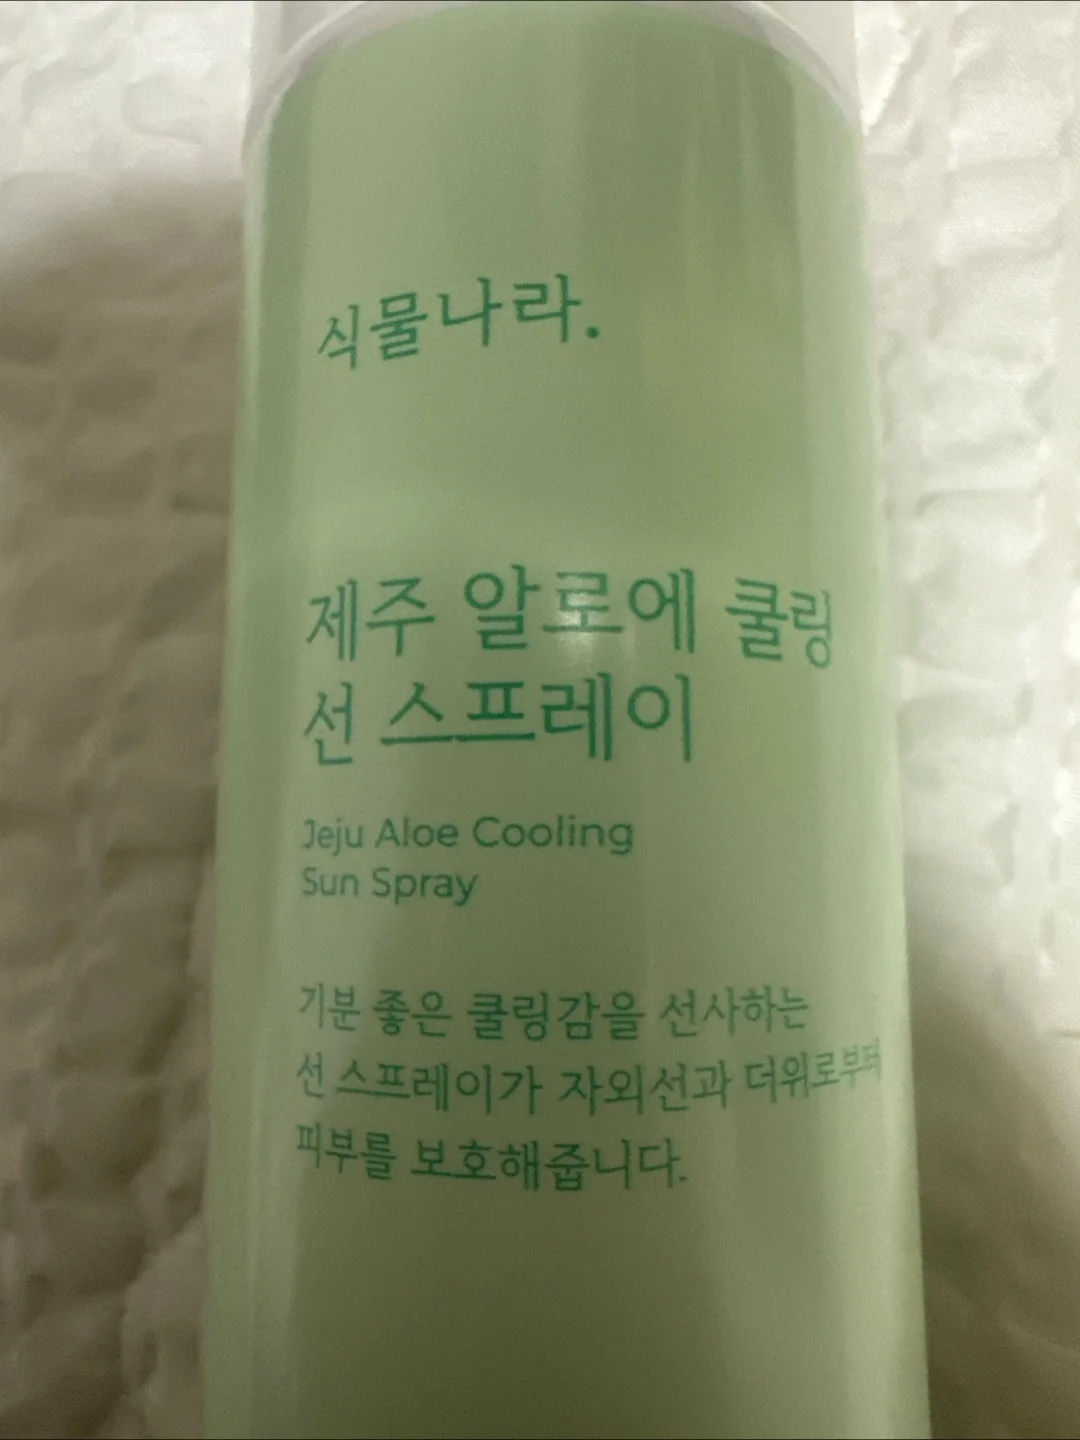 식물나라.
제주 알로에 쿨링
선 스프레이
Jeju Aloe Cooling
Sun Spray
기분 좋은 쿨링감을 선사하는
선 스프레이가 자외선과 더위로부터
피부를 보호해줍니다.